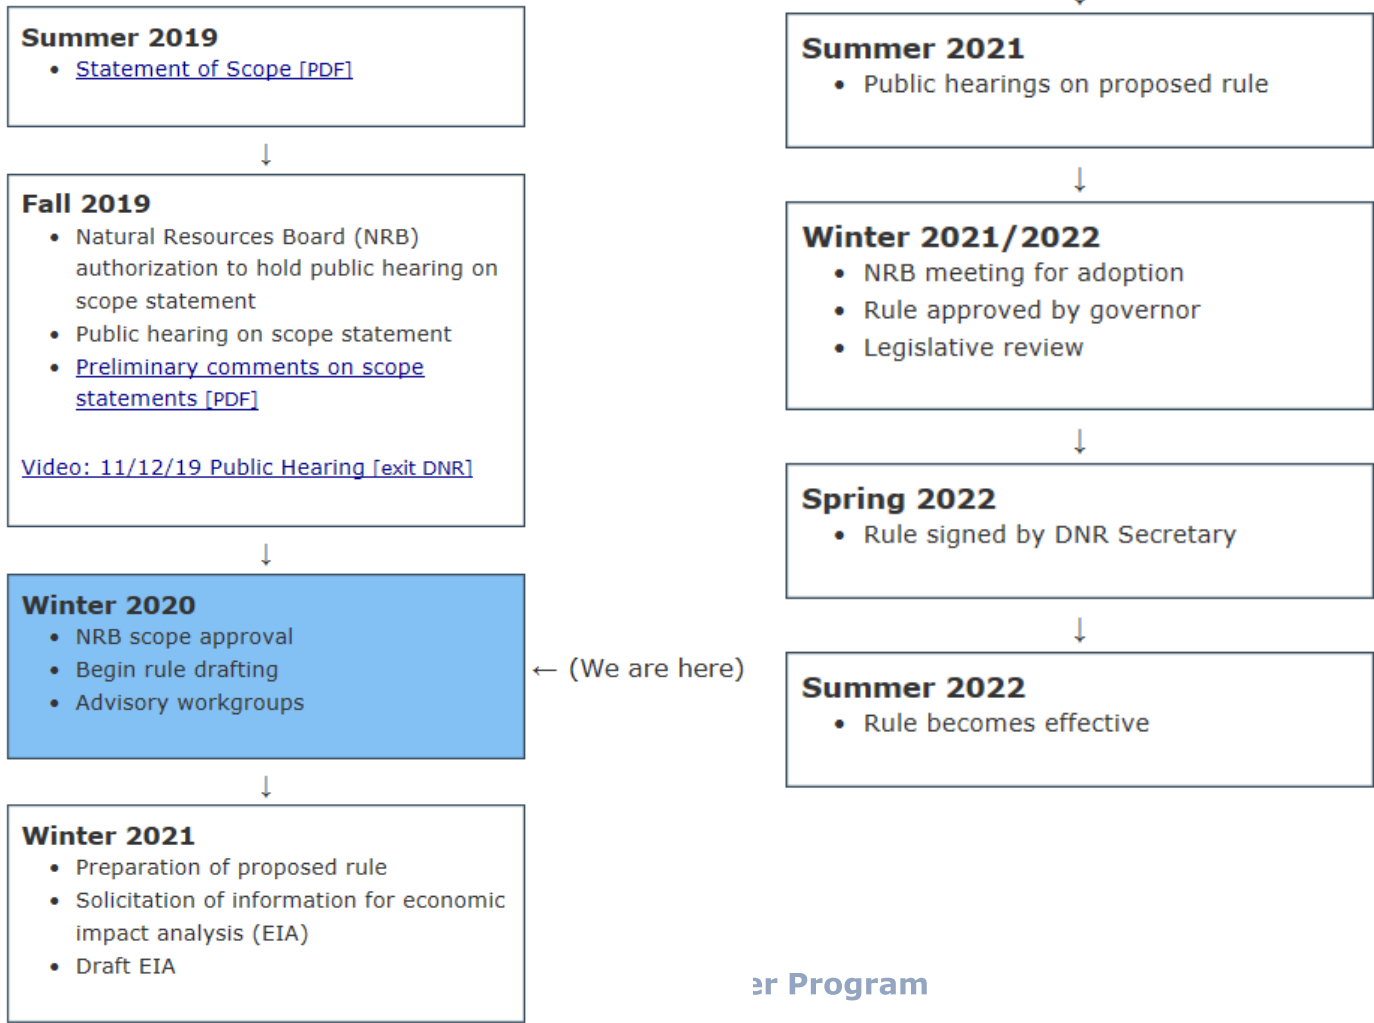 Summer 2019
• Statement of Scope [PDF]
↓
Fall 2019
• Natural Resources Board (NRB)
authorization to hold public hearing on
scope statement
• Public hearing on scope statement
• Preliminary comments on scope
statements [PDF]
Video: 11/12/19 Public Hearing [exit DNR]
↓
Winter 2020
• NRB scope approval
• Begin rule drafting
• Advisory workgroups
← (We are here)
↓
Winter 2021
• Preparation of proposed rule
• Solicitation of information for economic
impact analysis (EIA)
• Draft EIA
↓
Summer 2021
• Public hearings on proposed rule
↓
Winter 2021/2022
• NRB meeting for adoption
• Rule approved by governor
• Legislative review
↓
Spring 2022
• Rule signed by DNR Secretary
↓
Summer 2022
• Rule becomes effective
er Program